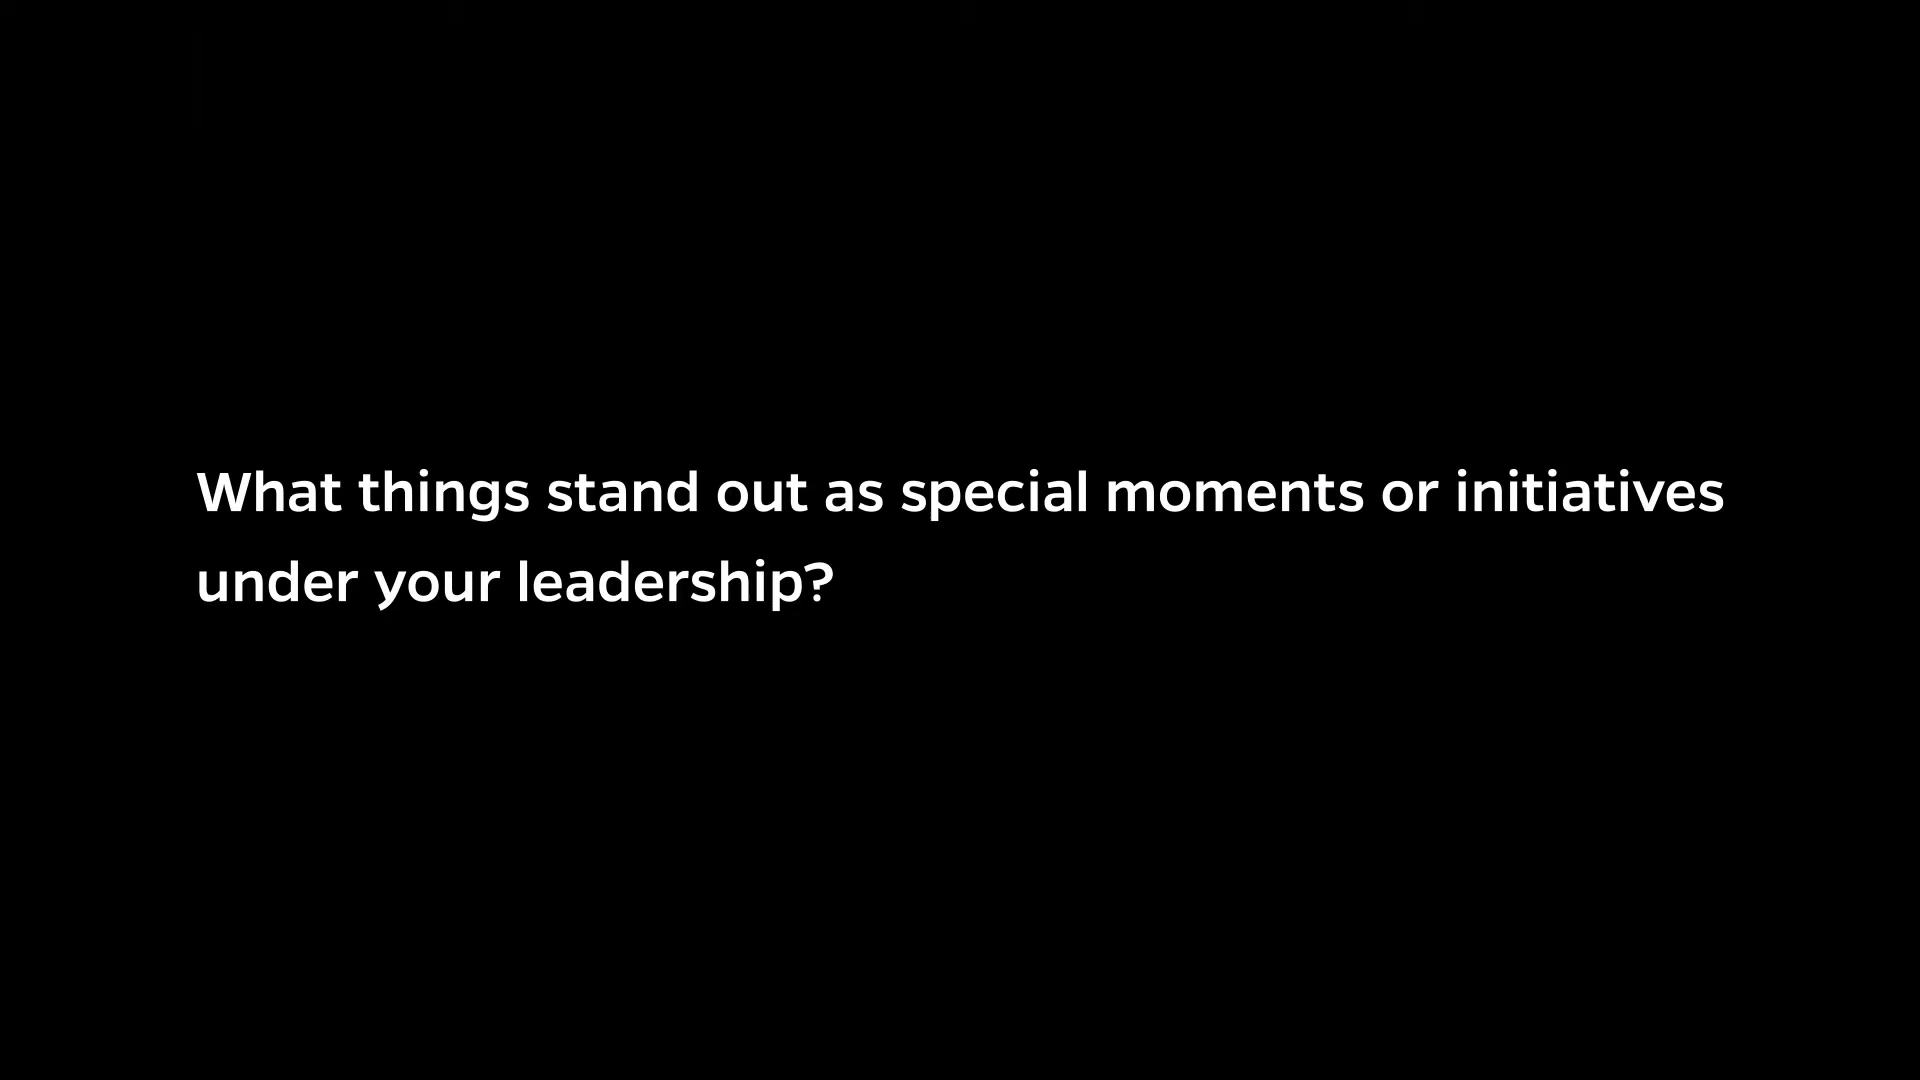 What things stand out as special moments or initiatives
under your leadership?